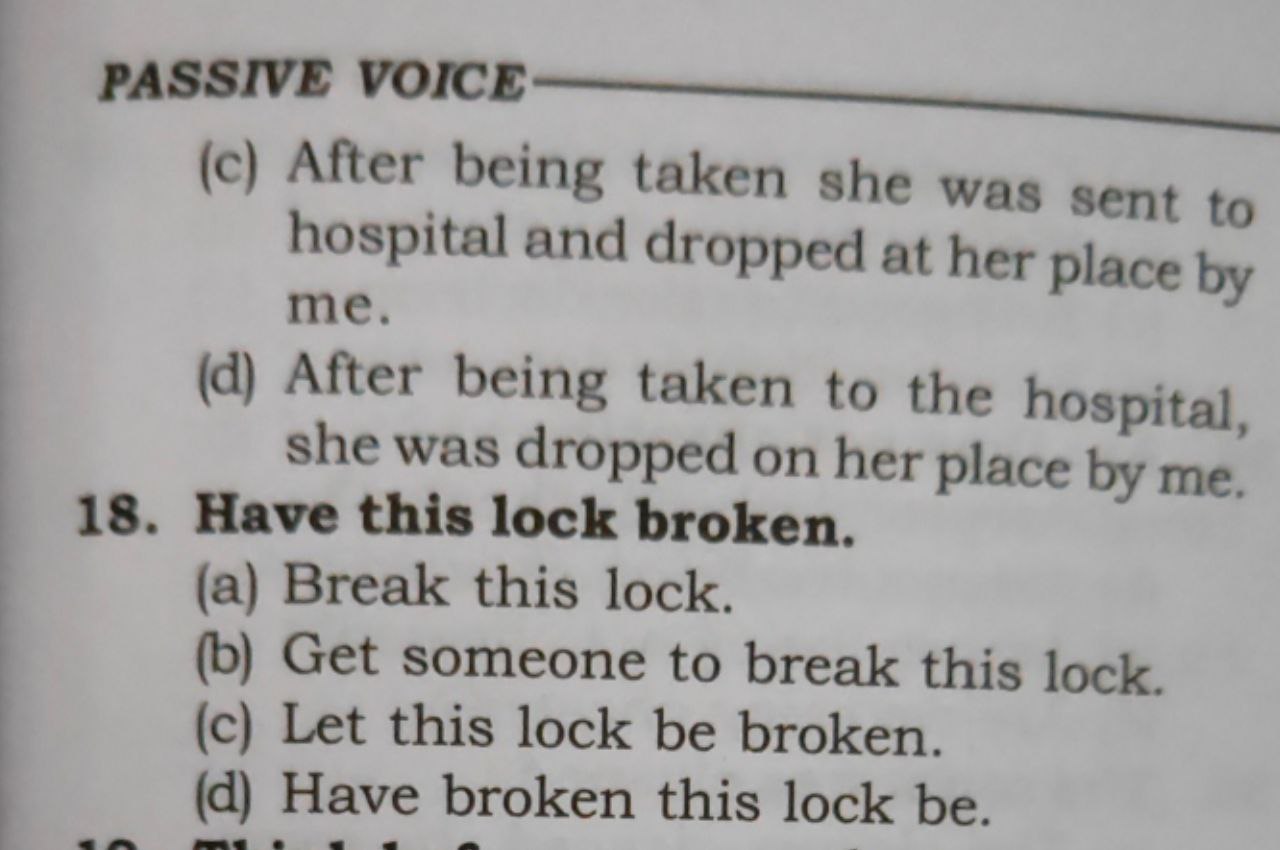 PASSIVE VOICE
(c) After being taken she was sent to
hospital and dropped at her place by
me.
(d) After being taken to the hospital,
she was dropped on her place by me.
18. Have this lock broken.
(a) Break this lock.
(b) Get someone to break this lock.
(c) Let this lock be broken.
(d) Have broken this lock be.